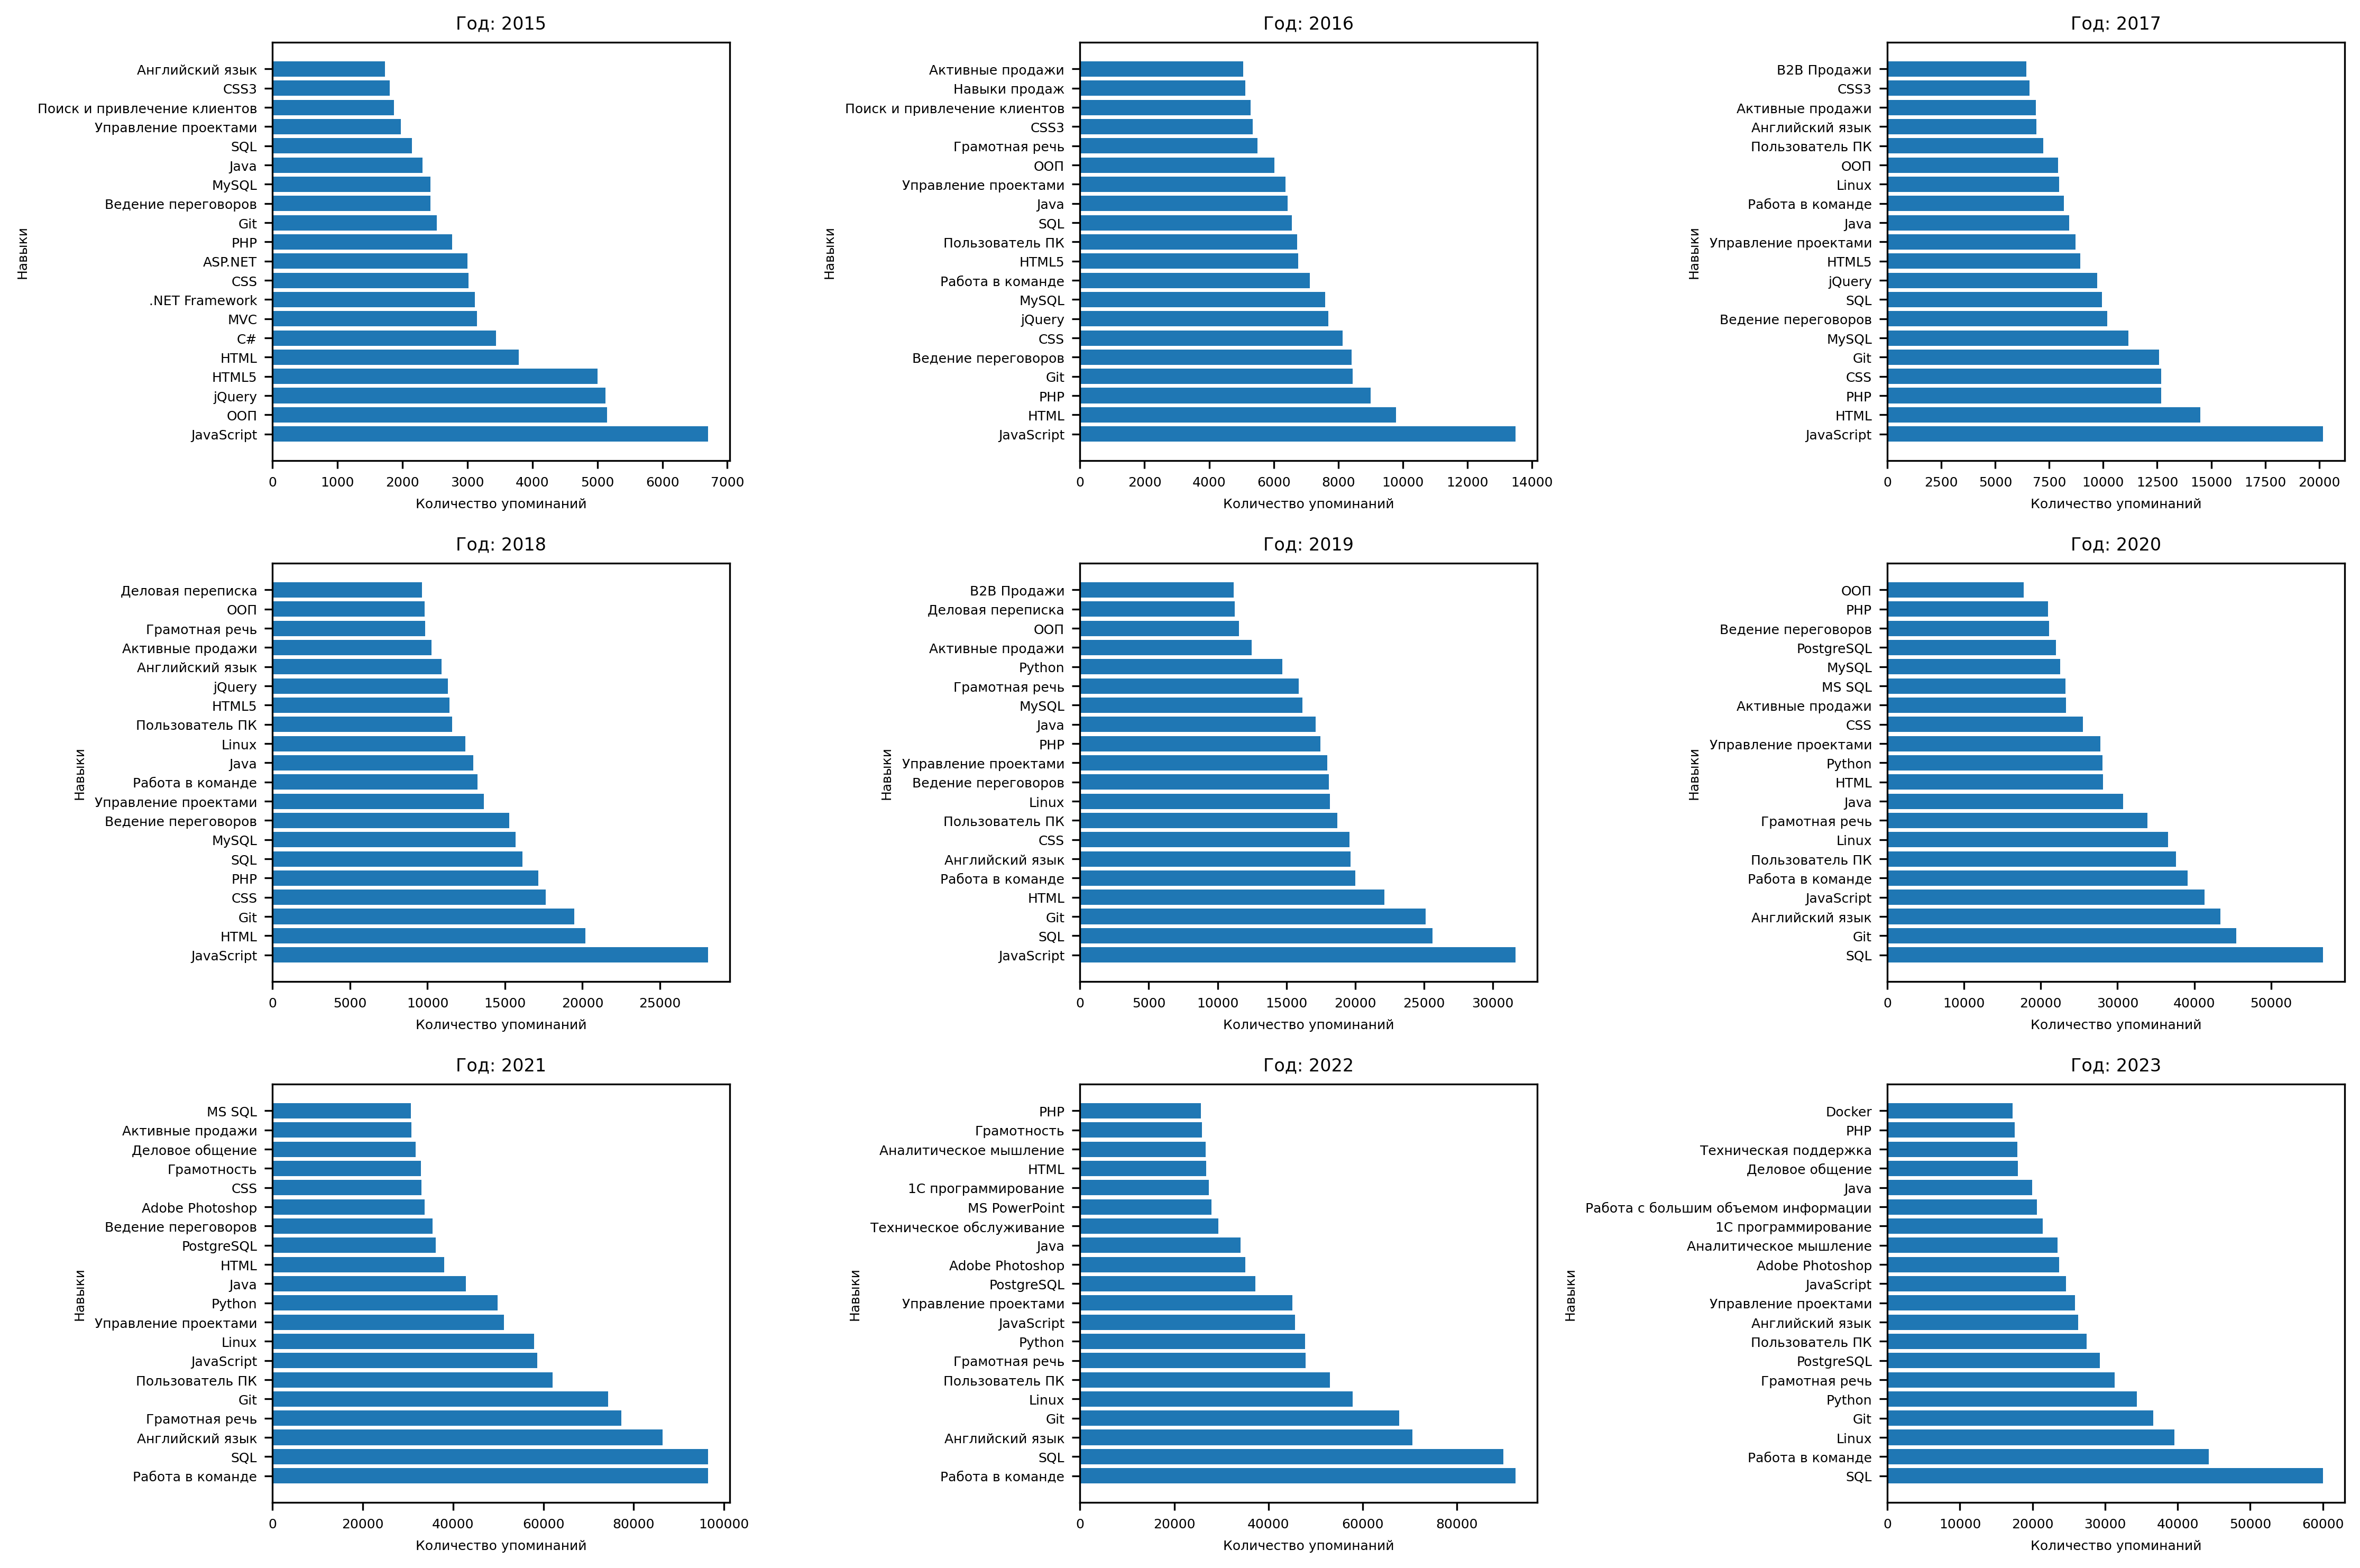 Год: 2015
Навыки
Английский язык
CSS3
Поиск и привлечение клиентов
Управление проектами
SQL
Java
MySQL
Ведение переговоров
Git
PHP
ASP.NET
CSS
.NET Framework
MVC
C#
HTML
HTML5
jQuery
ООП
JavaScript
0 1000 2000 3000 4000 5000 6000 7000
Количество упоминаний
Год: 2016
Навыки
Активные продажи
Навыки продаж
Поиск и привлечение клиентов
CSS3
Грамотная речь
ООП
Управление проектами
Java
SQL
Пользователь ПК
HTML5
Работа в команде
MySQL
jQuery
CSS
Ведение переговоров
Git
PHP
HTML
JavaScript
0 2000 4000 6000 8000 10000 12000 14000
Количество упоминаний
Год: 2017
Навыки
B2B Продажи
CSS3
Активные продажи
Английский язык
Пользователь ПК
ООП
Linux
Работа в команде
Java
Управление проектами
HTML5
jQuery
SQL
Ведение переговоров
MySQL
Git
CSS
PHP
HTML
JavaScript
0 2500 5000 7500 10000 12500 15000 17500 20000
Количество упоминаний
Год: 2018
Навыки
Деловая переписка
ООП
Грамотная речь
Активные продажи
Английский язык
jQuery
HTML5
Пользователь ПК
Linux
Java
Работа в команде
Управление проектами
Ведение переговоров
MySQL
SQL
PHP
CSS
Git
HTML
JavaScript
0 5000 10000 15000 20000 25000
Количество упоминаний
Год: 2019
Навыки
B2B Продажи
Деловая переписка
ООП
Активные продажи
Python
Грамотная речь
MySQL
Java
PHP
Управление проектами
Ведение переговоров
Linux
Пользователь ПК
CSS
Английский язык
Работа в команде
HTML
Git
SQL
JavaScript
0 5000 10000 15000 20000 25000 30000
Количество упоминаний
Год: 2020
Навыки
ООП
PHP
Ведение переговоров
PostgreSQL
MySQL
MS SQL
Активные продажи
CSS
Управление проектами
Python
HTML
Java
Грамотная речь
Linux
Пользователь ПК
Работа в команде
JavaScript
Английский язык
Git
SQL
0 10000 20000 30000 40000 50000
Количество упоминаний
Год: 2021
Навыки
MS SQL
Активные продажи
Деловое общение
Грамотность
CSS
Adobe Photoshop
Ведение переговоров
PostgreSQL
HTML
Java
Python
Управление проектами
Linux
JavaScript
Пользователь ПК
Git
Грамотная речь
Английский язык
SQL
Работа в команде
0 20000 40000 60000 80000 100000
Количество упоминаний
Год: 2022
Навыки
PHP
Грамотность
Аналитическое мышление
HTML
1С программирование
MS PowerPoint
Техническое обслуживание
Java
Adobe Photoshop
PostgreSQL
Управление проектами
JavaScript
Python
Грамотная речь
Пользователь ПК
Linux
Git
Английский язык
SQL
Работа в команде
0 20000 40000 60000 80000
Количество упоминаний
Год: 2023
Навыки
Docker
PHP
Техническая поддержка
Деловое общение
Java
Работа с большим объемом информации
1С программирование
Аналитическое мышление
Adobe Photoshop
JavaScript
Управление проектами
Английский язык
Пользователь ПК
PostgreSQL
Грамотная речь
Python
Git
Linux
Работа в команде
SQL
0 10000 20000 30000 40000 50000 60000
Количество упоминаний